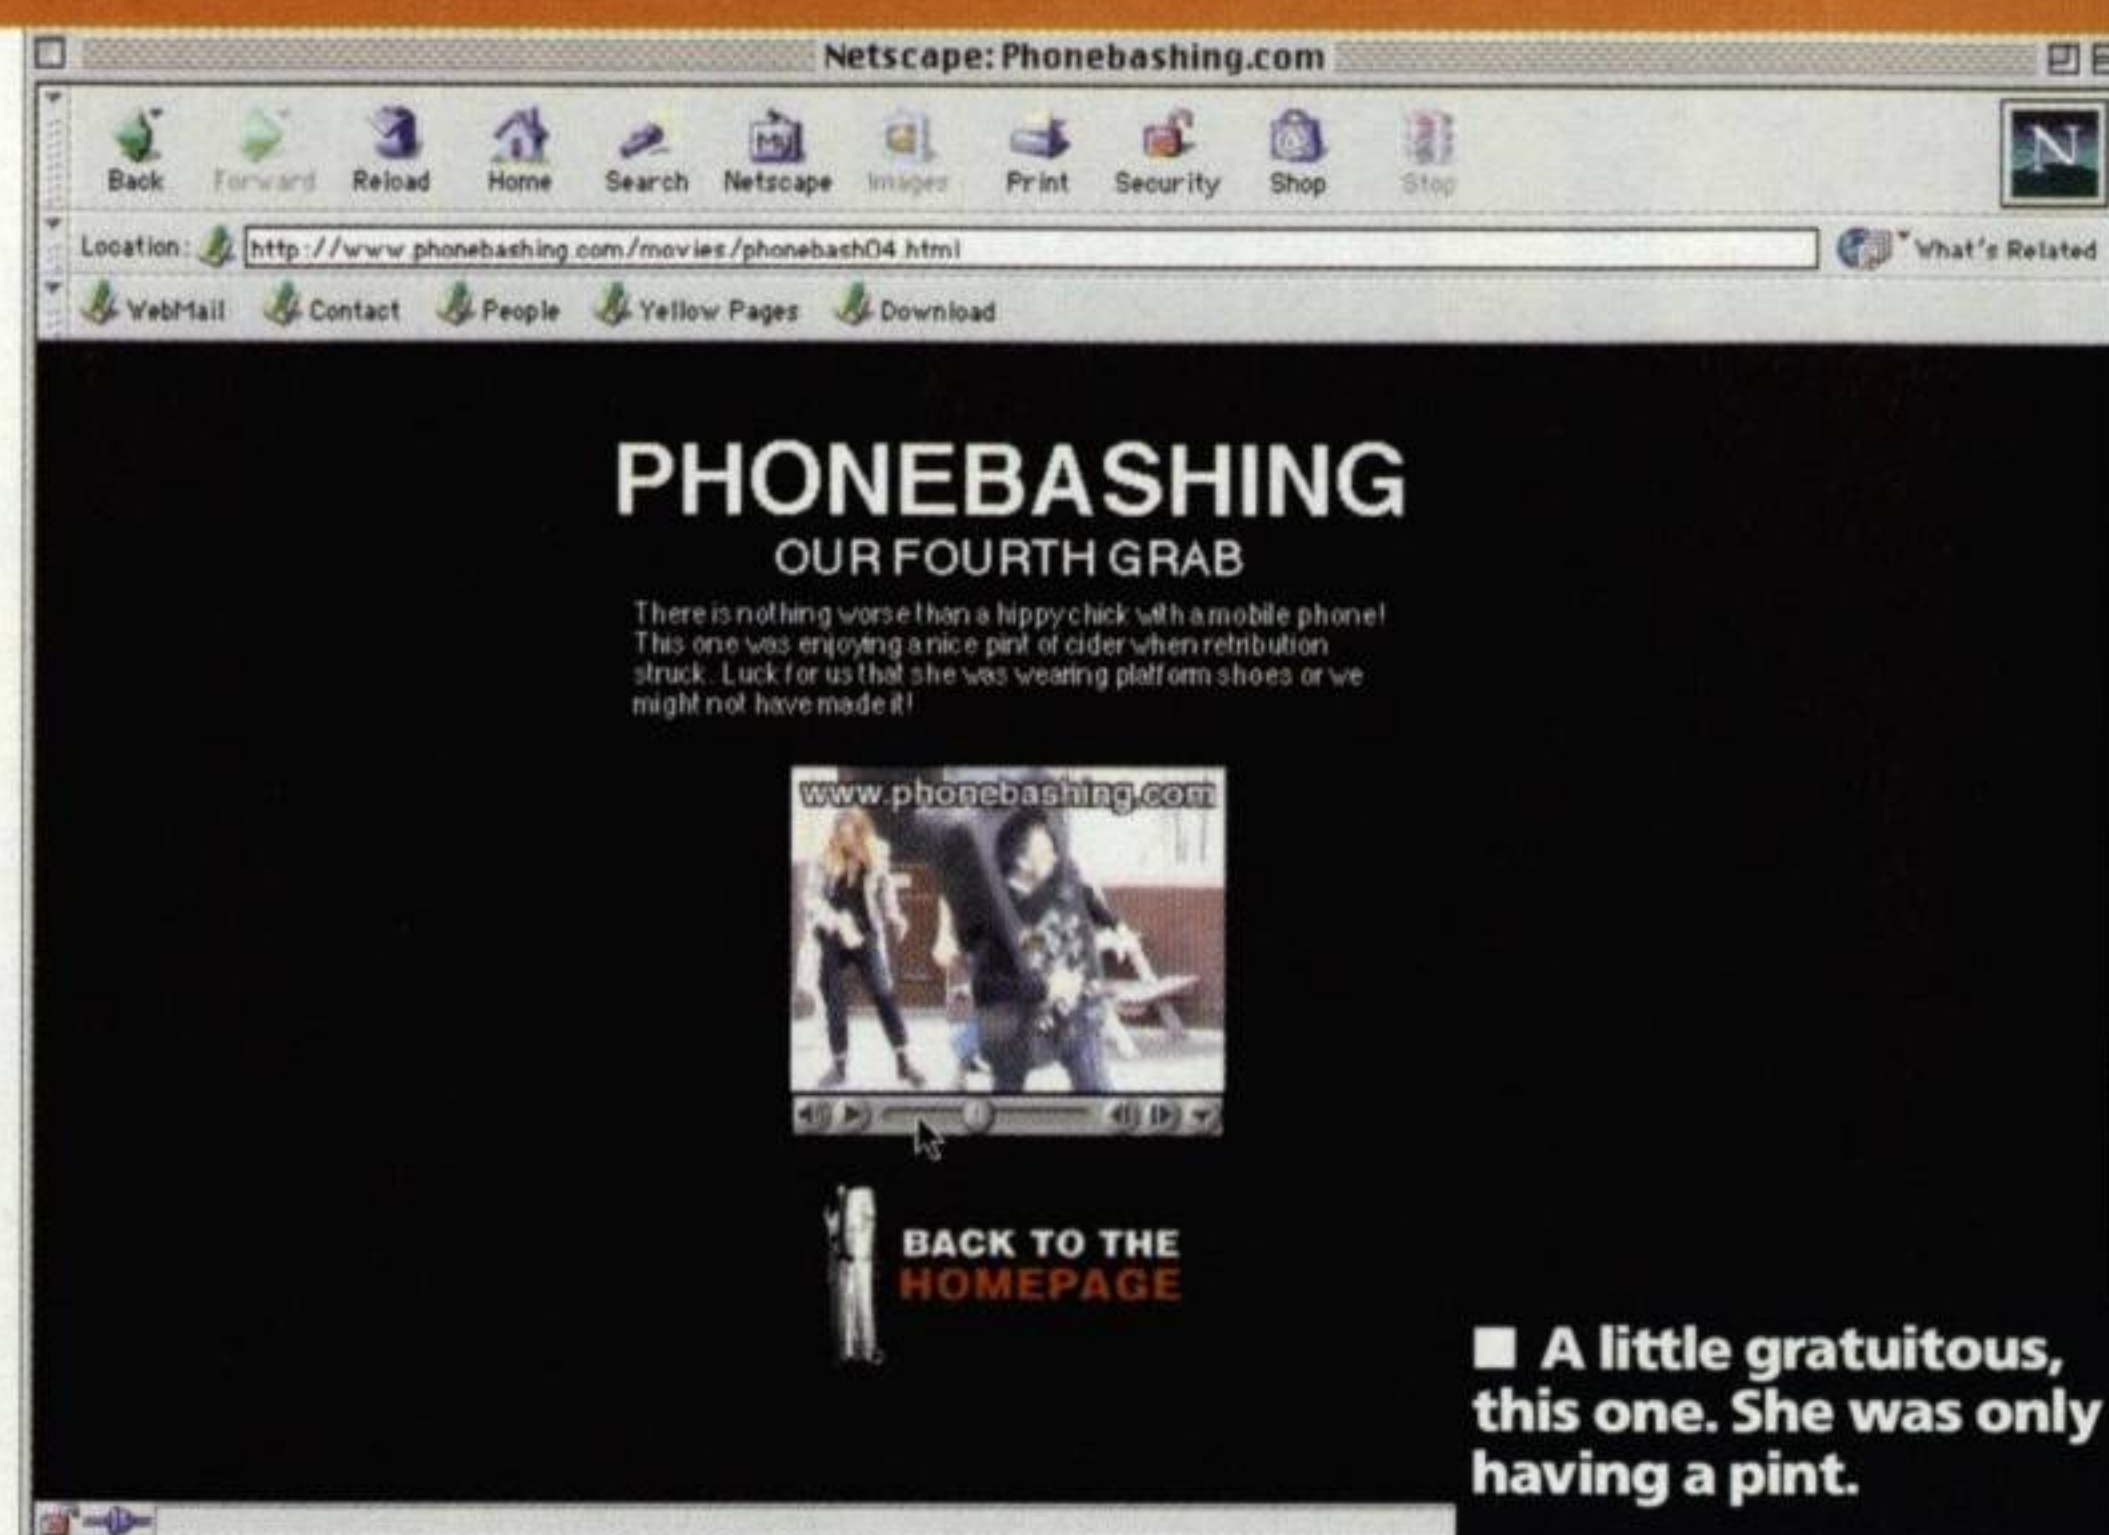 Netscape: Phonebashing.com
Back Forward Reload Home Search Netscape Images Print Security Shop Stop
My
N
Location: http://www.phonebashing.com/movies/phonebash04.html What's Related
WebMail Contact People Yellow Pages Download
PHONEBASHING
OUR FOURTH GRAB
There is nothing worse than a hippy chick with a mobile phone!
This one was enjoying a nice pint of cider when retribution
struck. Luck for us that she was wearing platform shoes or we
might not have made it!
www.phonebashing.com
BACK TO THE
HOMEPAGE
■ A little gratuitous,
this one. She was only
having a pint.